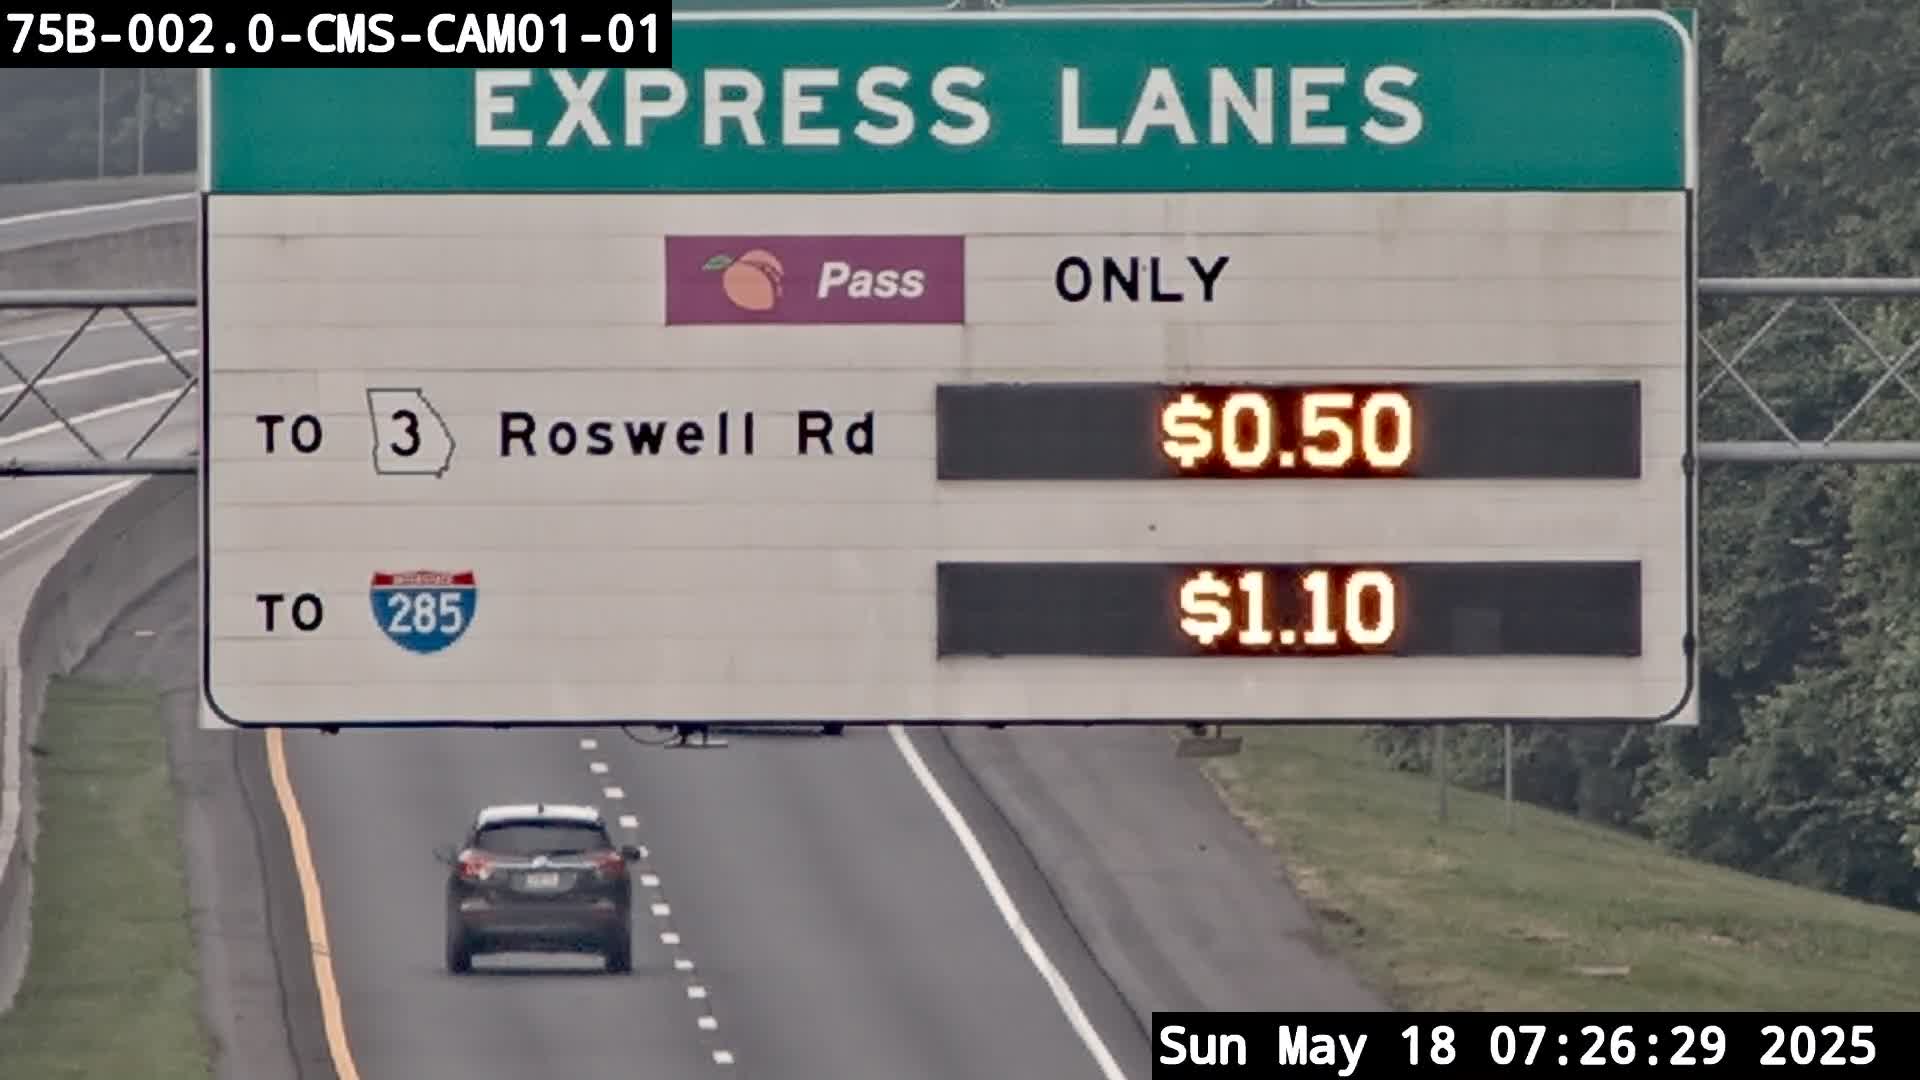 75B-002.0-CMS-CAM01-01
EXPRESS LANES
Pass ONLY
TO 3 Roswell Rd $0.50
INTERSTATE
TO 285 $1.10
Sun May 18 07:26:29 2025